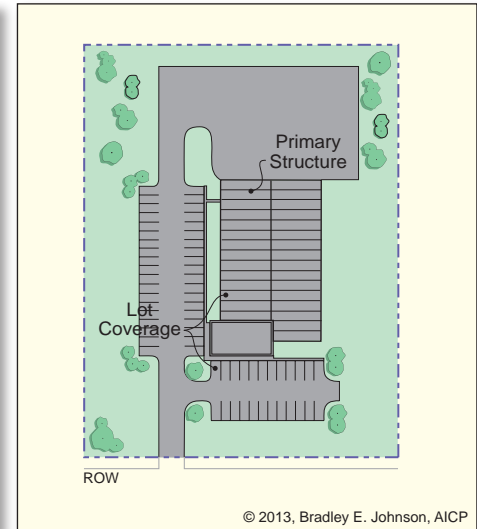 Primary
Structure
Lot
Coverage
ROW
© 2013, Bradley E. Johnson, AICP